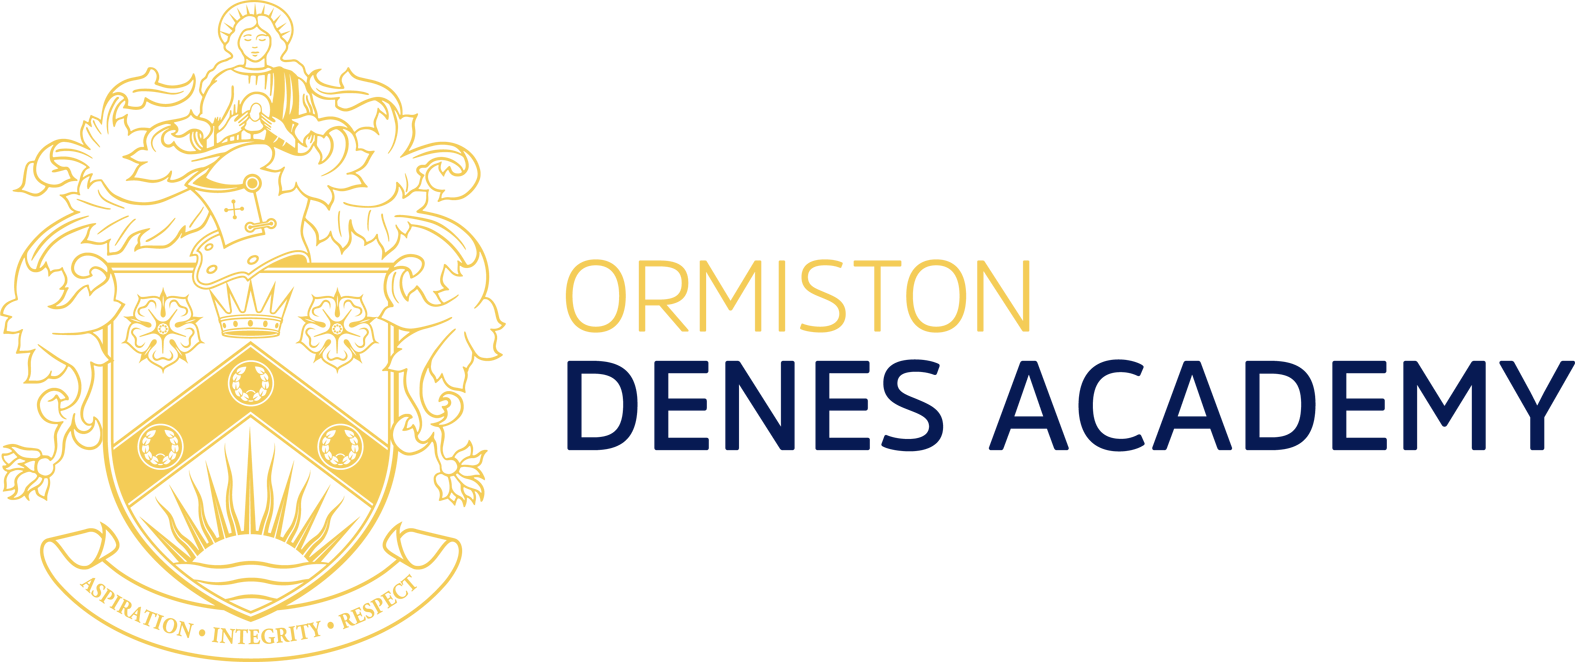 ORMISTON
DENES ACADEMY
ASPIRATION • INTEGRITY • RESPECT